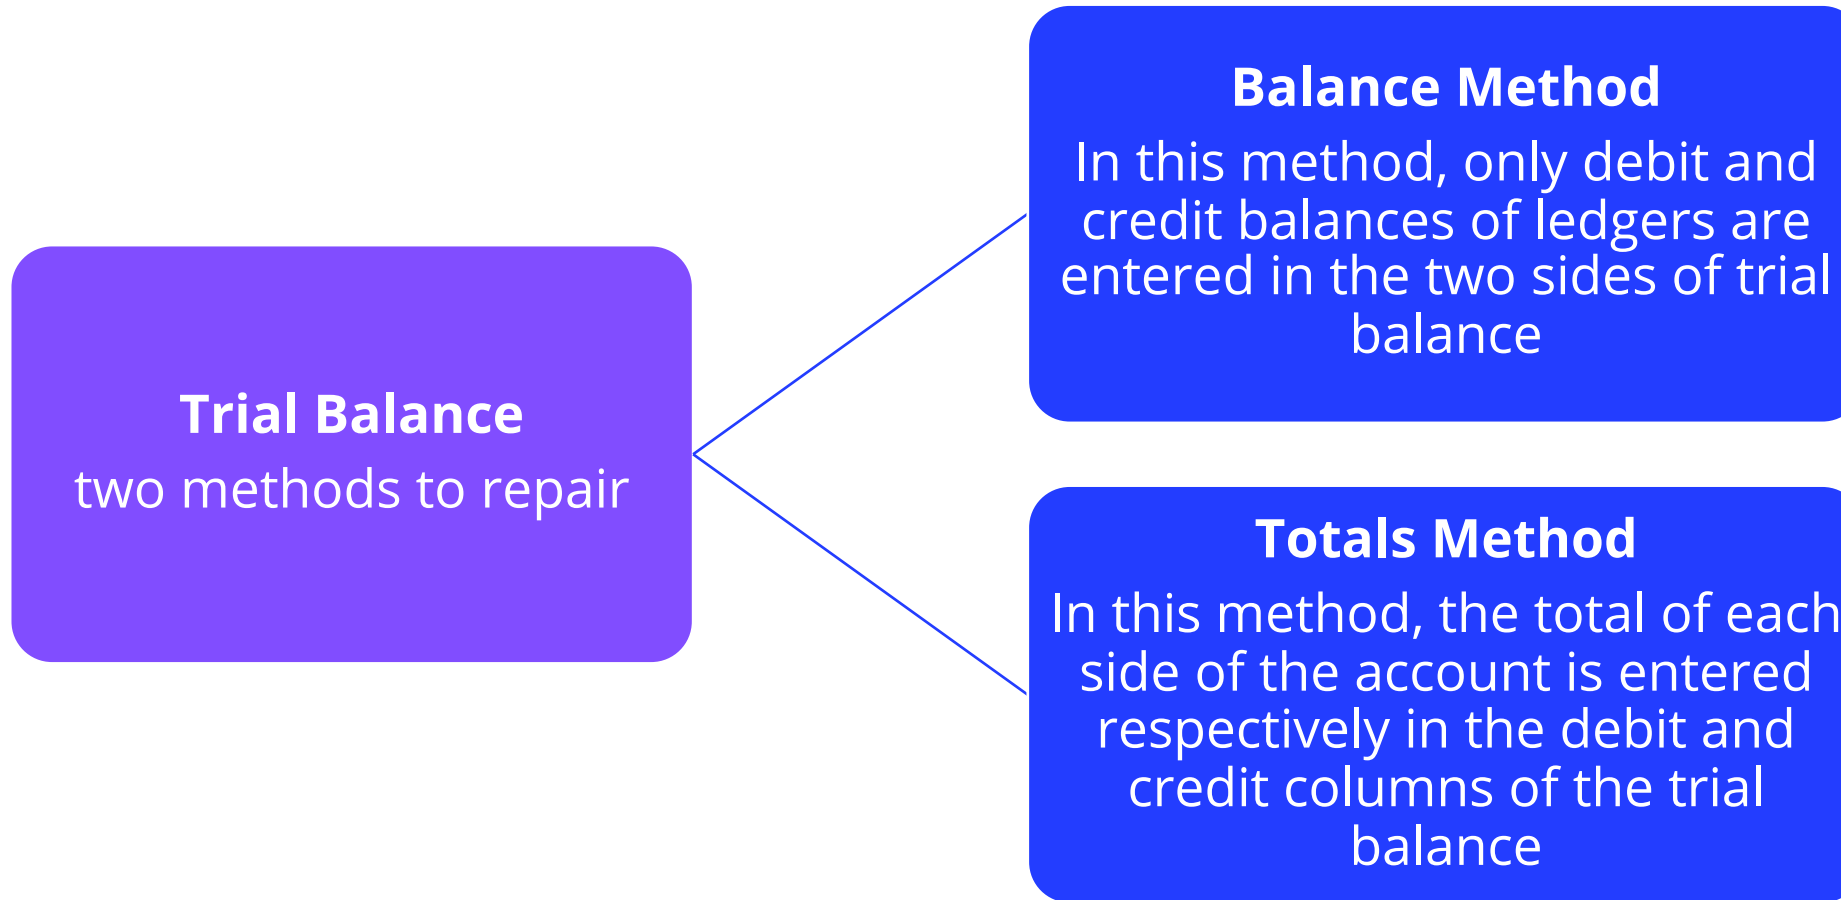 Trial Balance
two methods to repair
Balance Method
In this method, only debit and
credit balances of ledgers are
entered in the two sides of trial
balance
Totals Method
In this method, the total of each
side of the account is entered
respectively in the debit and
credit columns of the trial
balance